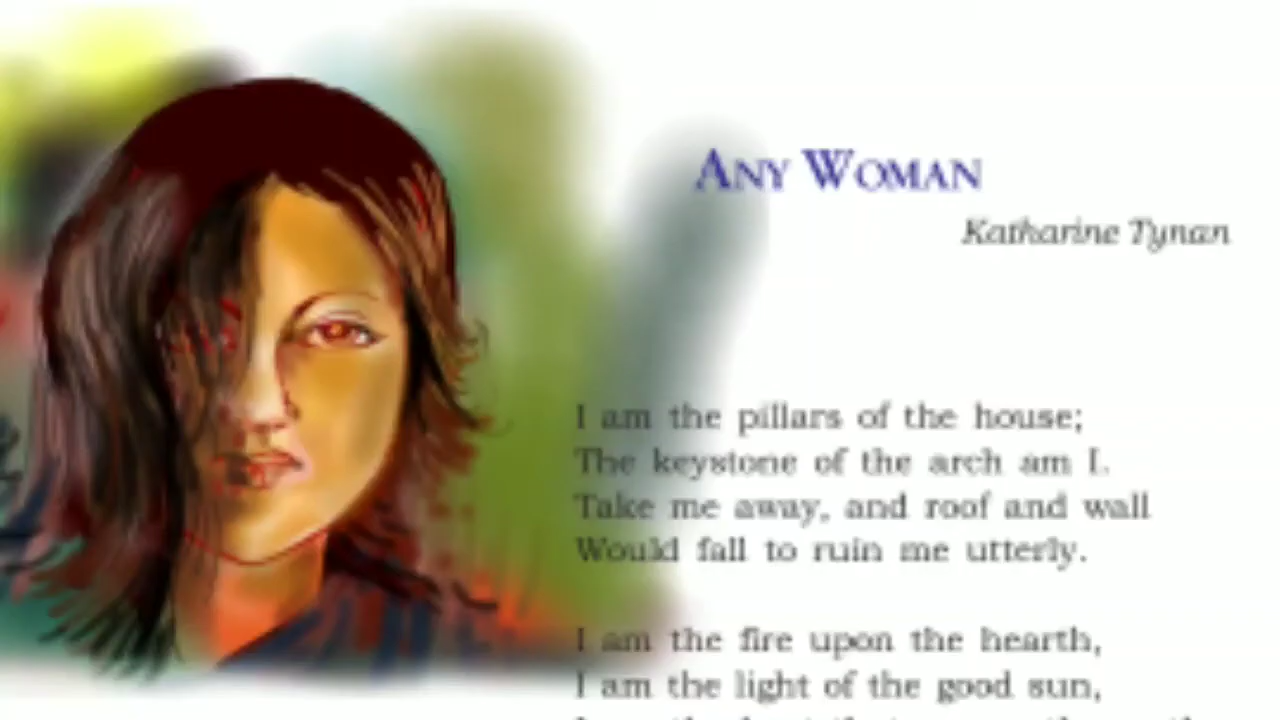 ANY WOMAN
Katharine Tynan
I am the pillars of the house;
The keystone of the arch am I.
Take me away, and roof and wall
Would fall to ruin me utterly.
I am the fire upon the hearth,
I am the light of the good sun,